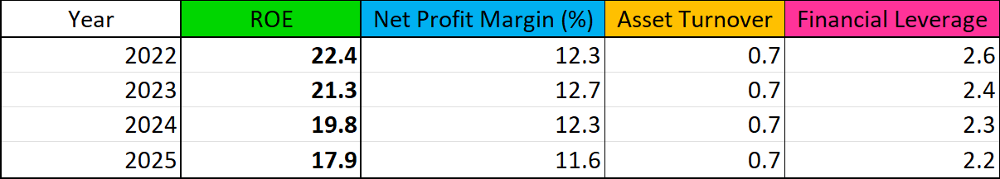 Year ROE Net Profit Margin (%) Asset Turnover Financial Leverage
2022 22.4 12.3 0.7 2.6
2023 21.3 12.7 0.7 2.4
2024 19.8 12.3 0.7 2.3
2025 17.9 11.6 0.7 2.2